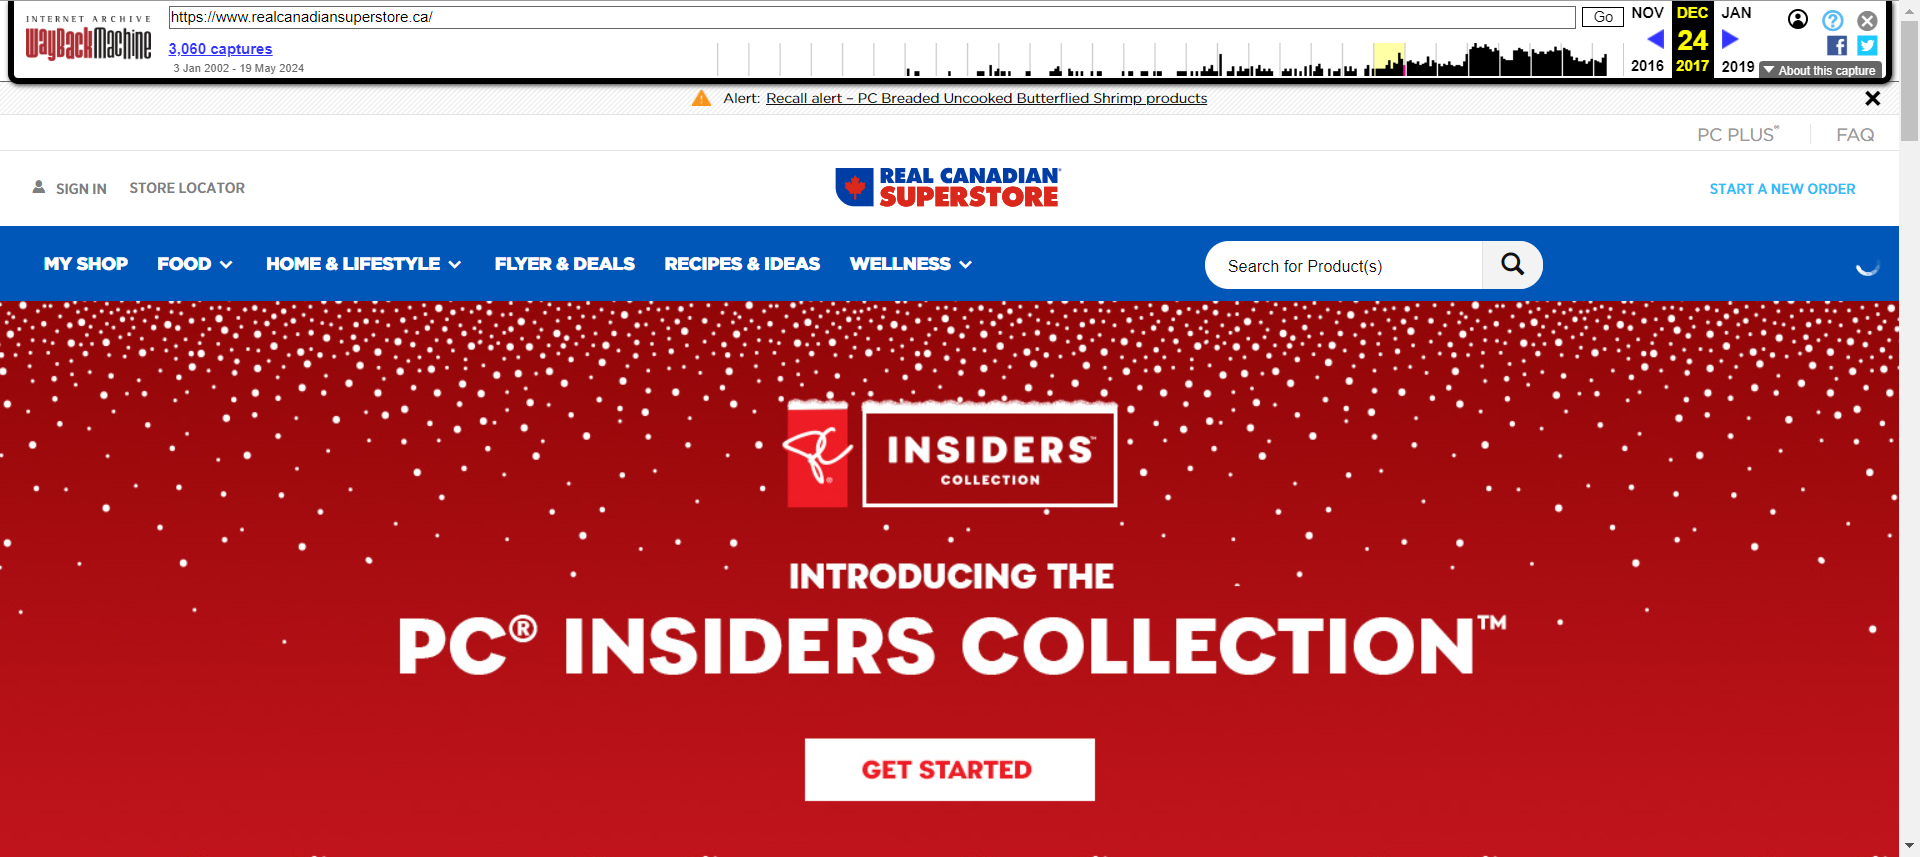 INTERNET ARCHIVE
WayBackMachine
https://www.realcanadiansuperstore.ca/
Go
NOV DEC JAN
3,060 captures
24
3 Jan 2002 - 19 May 2024
2016 2017 2019
About this capture
Alert: Recall alert – PC Breaded Uncooked Butterflied Shrimp products
PC PLUS FAQ
SIGN IN STORE LOCATOR
REAL CANADIAN
SUPERSTORE
START A NEW ORDER
MY SHOP FOOD HOME & LIFESTYLE FLYER & DEALS RECIPES & IDEAS WELLNESS
Search for Product(s)
PC®
INSIDERS™
COLLECTION
INTRODUCING THE
PC® INSIDERS COLLECTION™
GET STARTED